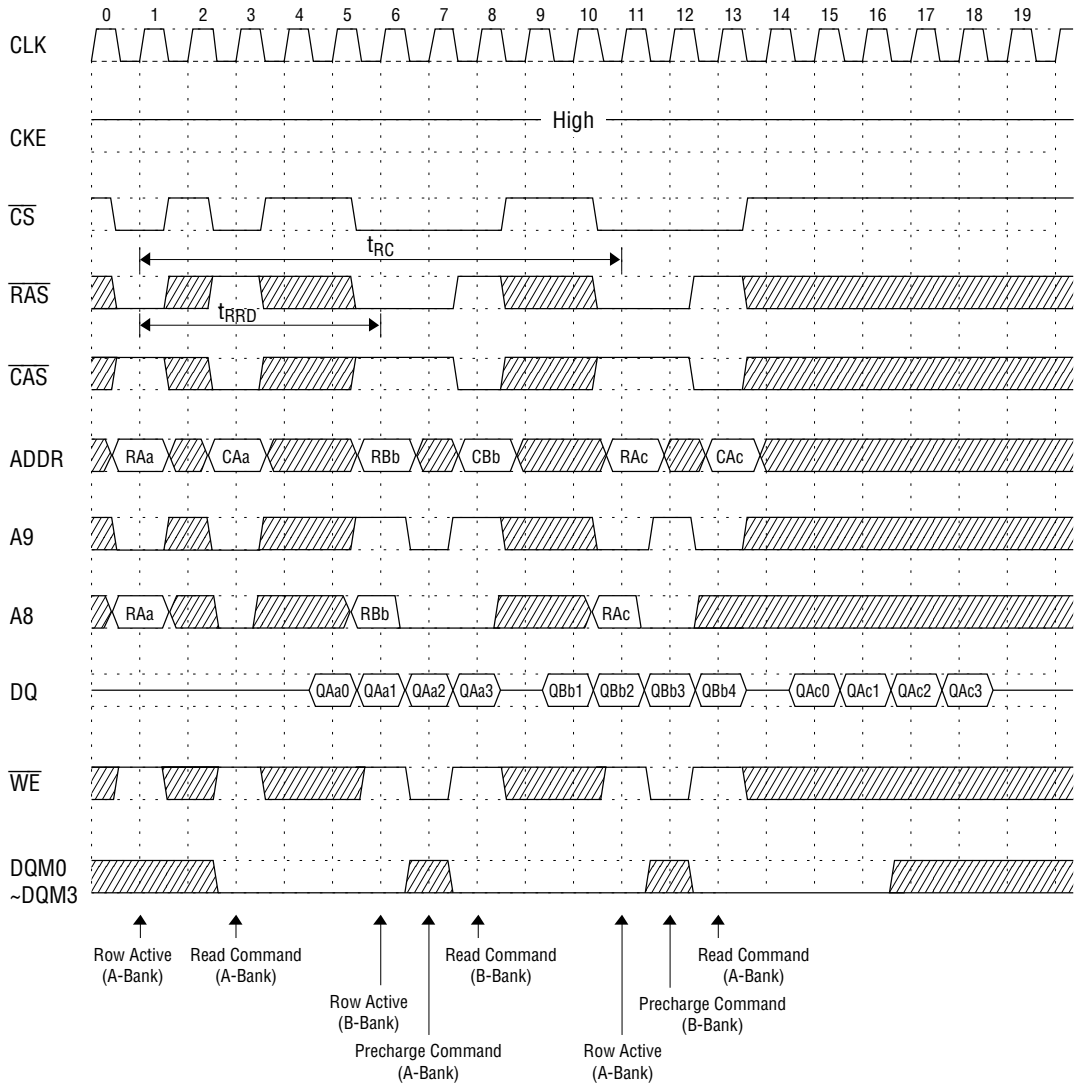 0 1 2 3 4 5 6 7 8 9 10 11 12 13 14 15 16 17 18 19
CLK
CKE High
CS
tRC
RAS
tRRD
CAS
ADDR RAa CAa RBb CBb RAc CAc
A9
A8 RAa RBb RAc
DQ QAa0 QAa1 QAa2 QAa3 QBb1 QBb2 QBb3 QBb4 QAc0 QAc1 QAc2 QAc3
WE
DQM0
~DQM3
Row Active
(A-Bank)
Read Command
(A-Bank)
Row Active
(B-Bank)
Precharge Command
(A-Bank)
Read Command
(B-Bank)
Row Active
(A-Bank)
Precharge Command
(B-Bank)
Read Command
(A-Bank)